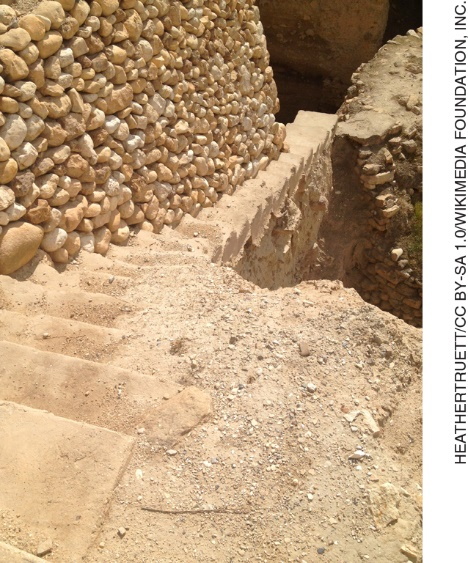 HEATHERTRUETT/CC BY-SA 1.0/WIKIMEDIA FOUNDATION, INC.